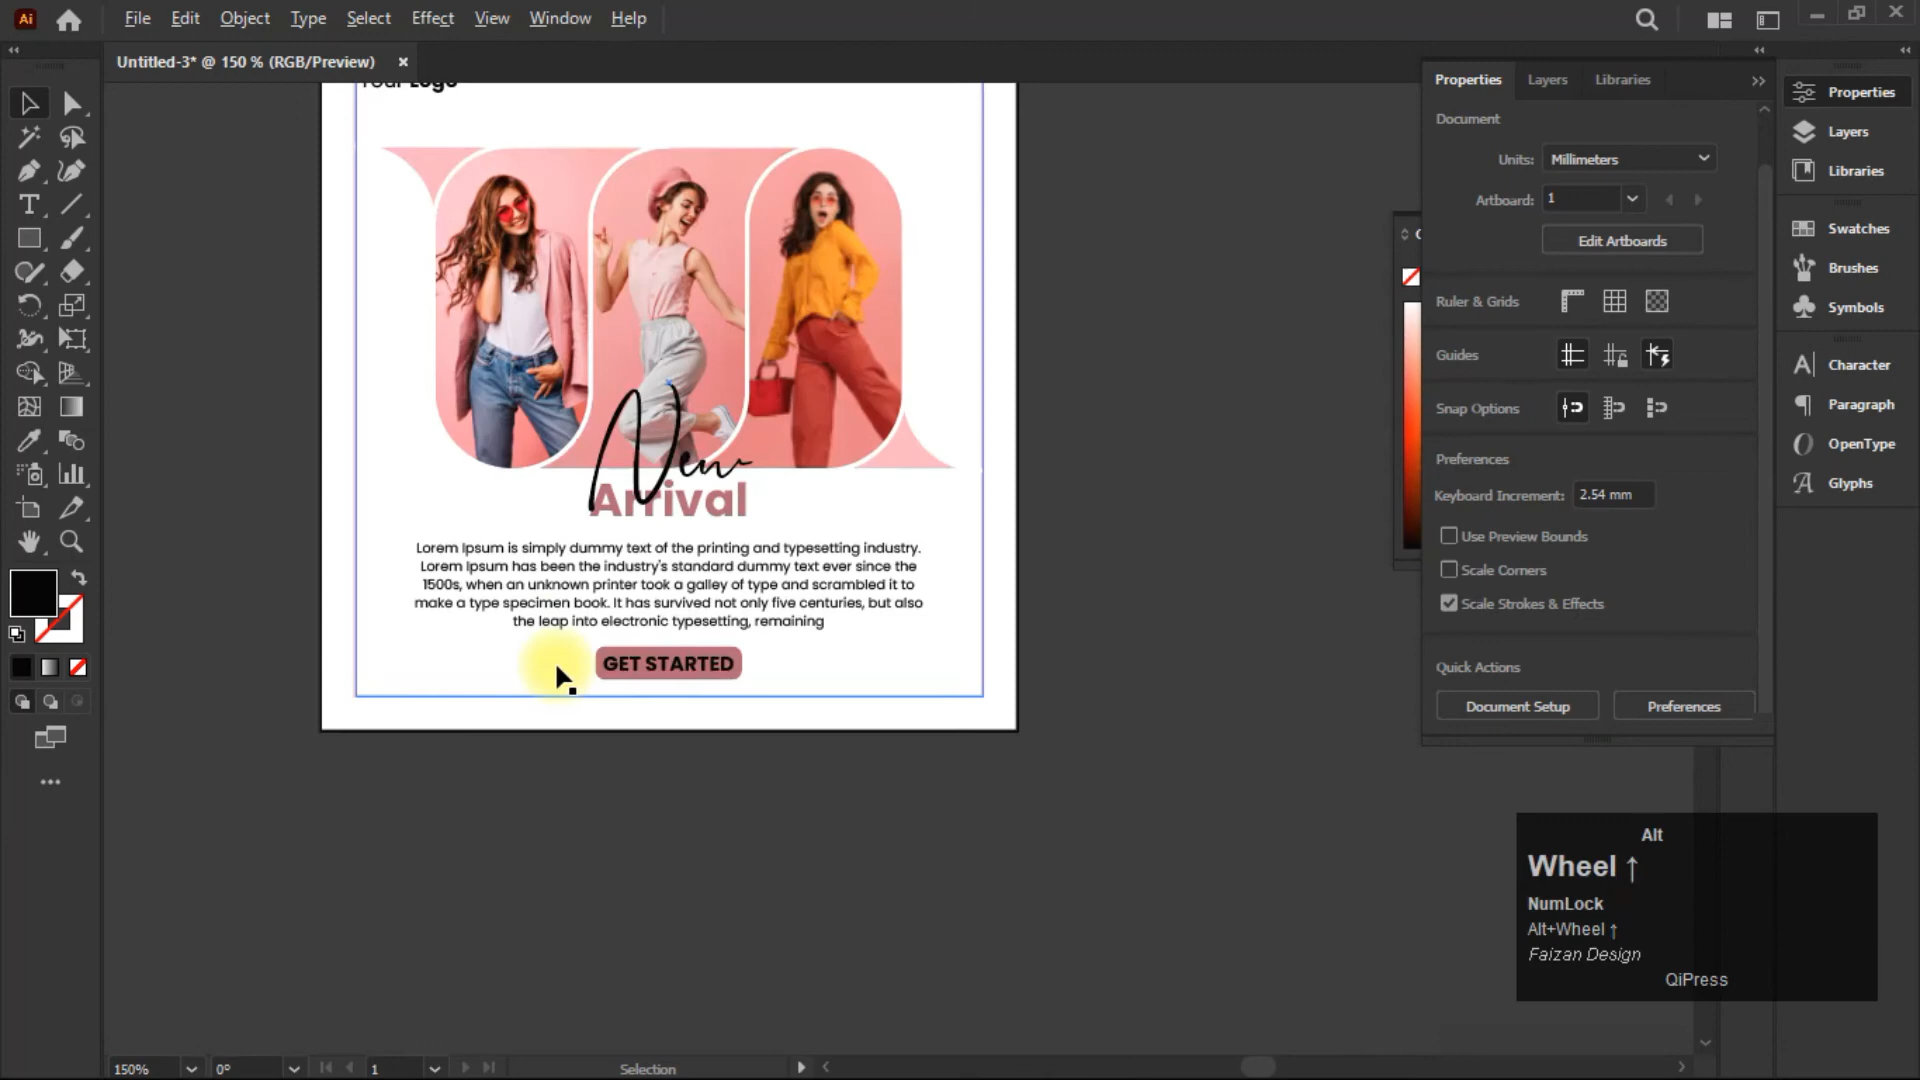 Ai
File Edit Object Type Select Effect View Window Help
Untitled-3* @ 150 % (RGB/Preview)
Your Logo
New
Arrival
Lorem Ipsum is simply dummy text of the printing and typesetting industry.
Lorem Ipsum has been the industry's standard dummy text ever since the
1500s, when an unknown printer took a galley of type and scrambled it to
make a type specimen book. It has survived not only five centuries, but also
the leap into electronic typesetting, remaining
GET STARTED
Properties Layers Libraries
Document
Units: Millimeters
Artboard: 1
Edit Artboards
Ruler & Grids
Guides
Snap Options
Preferences
Keyboard Increment: 2.54 mm
Use Preview Bounds
Scale Corners
Scale Strokes & Effects
Quick Actions
Document Setup Preferences
Properties
Layers
Libraries
Swatches
Brushes
Symbols
Character
Paragraph
OpenType
Glyphs
Alt
Wheel ↑
NumLock
Alt+Wheel ↑
Faizan Design
QiPress
150% 0° 1 Selection